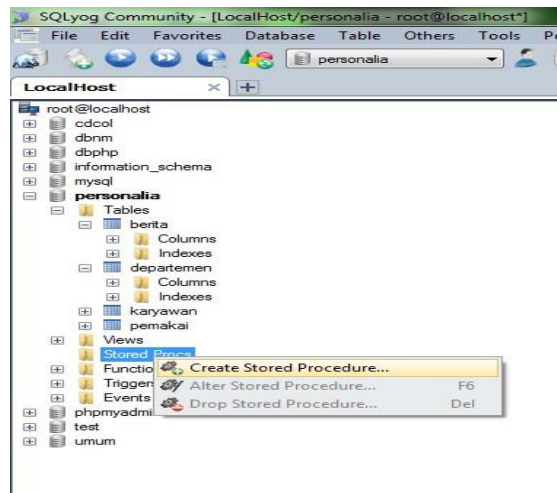 SQLyog Community - [LocalHost/personalia - root@localhost*]
File Edit Favorites Database Table Others Tools
personalia
LocalHost
root@localhost
cdcol
dbnm
dbphp
information_schema
mysql
personalia
Tables
berita
Columns
Indexes
departemen
Columns
Indexes
karyawan
pemakai
Views
Stored Procs
Create Stored Procedure...
Alter Stored Procedure... F6
Drop Stored Procedure... Del
Events
test
umum